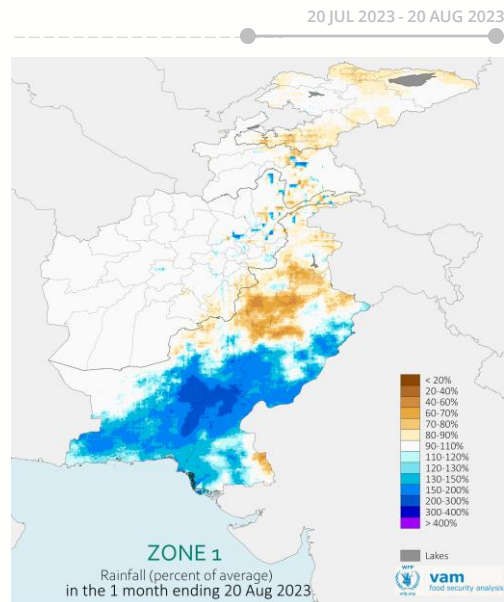 20 JUL 2023 - 20 AUG 2023
< 20%
20-40%
40-60%
60-70%
70-80%
80-90%
90-110%
110-120%
120-130%
130-150%
150-200%
200-300%
300-400%
> 400%
Lakes
ZONE 1
Rainfall (percent of average)
in the 1 month ending 20 Aug 2023
WFP
wfp.org
vam
food security analysis